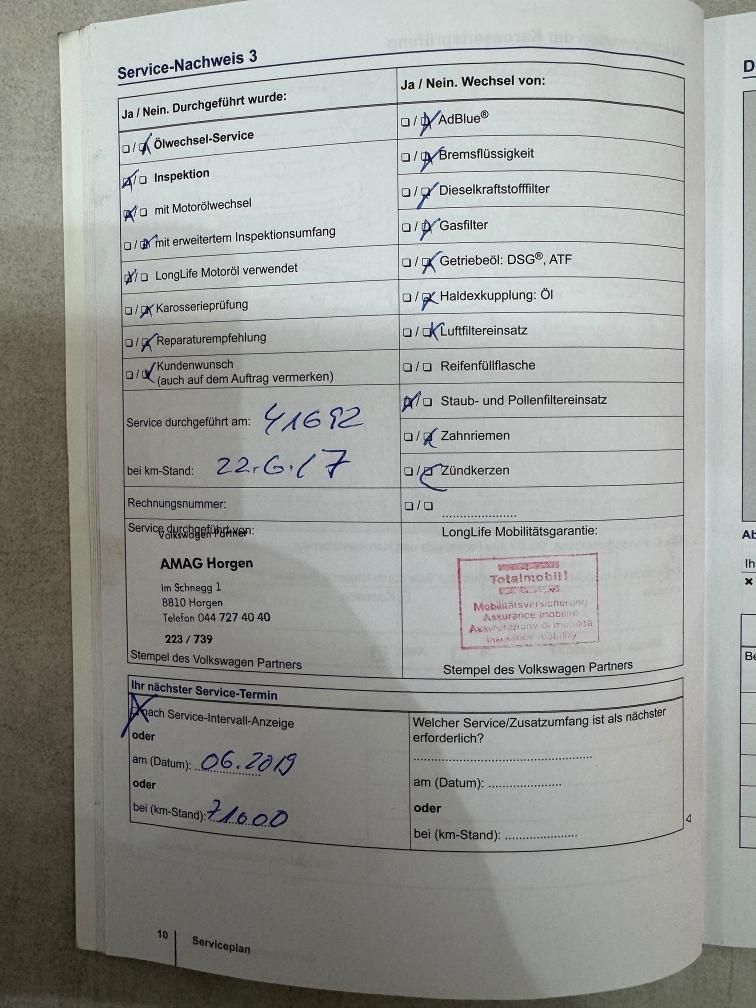 Service-Nachweis 3
Ja / Nein. Durchgeführt wurde:
Ölwechsel-Service
Inspektion
mit Motorölwechsel
mit erweitertem Inspektionsumfang
LongLife Motoröl verwendet
Karosserieprüfung
Reparaturempfehlung
Kundenwunsch
(auch auf dem Auftrag vermerken)
Service durchgeführt am: 41692
bei km-Stand: 22.6.17
Rechnungsnummer:
Ja / Nein. Wechsel von:
AdBlue®
Bremsflüssigkeit
Dieselkraftstofffilter
Gasfilter
Getriebeöl: DSG®, ATF
Haldexkupplung: Öl
Luftfiltereinsatz
Reifenfüllflasche
Staub- und Pollenfiltereinsatz
Zahnriemen
Zündkerzen
Service durchgeführt von:
Volkswagen Partner
AMAG Horgen
Im Schnegg 1
8810 Horgen
Telefon 044 727 40 40
223 / 739
Stempel des Volkswagen Partners
LongLife Mobilitätsgarantie:
Totalmobil!
Mobilitätsversicherung
Assurance mobilité
Stempel des Volkswagen Partners
Ihr nächster Service-Termin
nach Service-Intervall-Anzeige
oder
am (Datum): 06.2019
oder
bei (km-Stand): 71000
Welcher Service/Zusatzumfang ist als nächster
erforderlich?
am (Datum):
oder
bei (km-Stand):
10 Serviceplan
D
Ab
Ih
Be